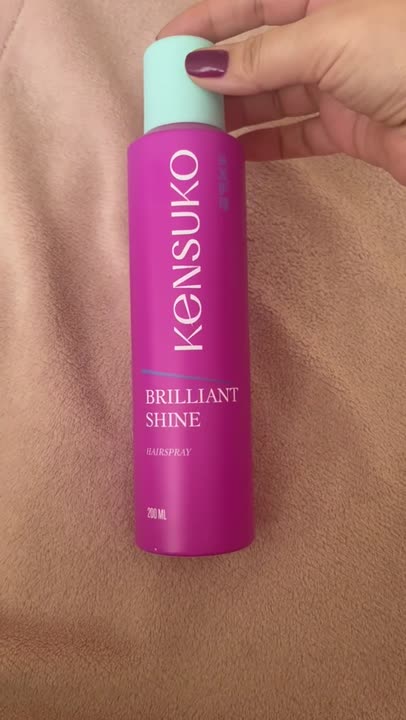 KENSUKO
BRILLIANT
SHINE
HAIRSPRAY
200 ML